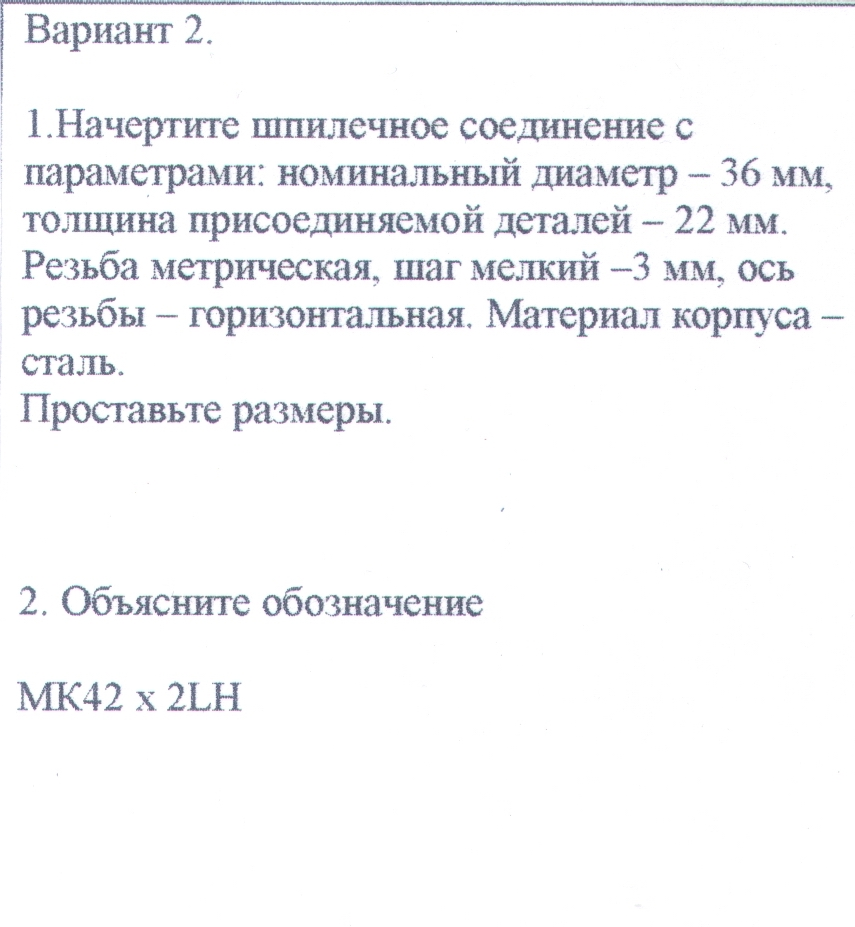 Вариант 2.
1.Начертите шпилечное соединение с
параметрами: номинальный диаметр – 36 мм,
толщина присоединяемой деталей – 22 мм.
Резьба метрическая, шаг мелкий –3 мм, ось
резьбы – горизонтальная. Материал корпуса –
сталь.
Проставьте размеры.
2. Объясните обозначение
МК42 х 2LH